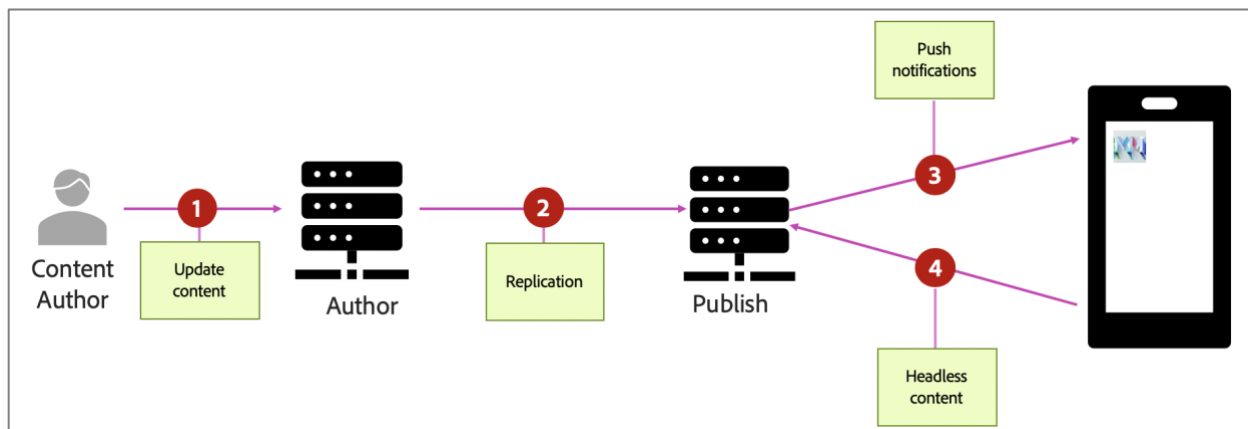 Push
notifications
3
1
2
4
Content
Author
Update
content
Author
Replication
Publish
Headless
content